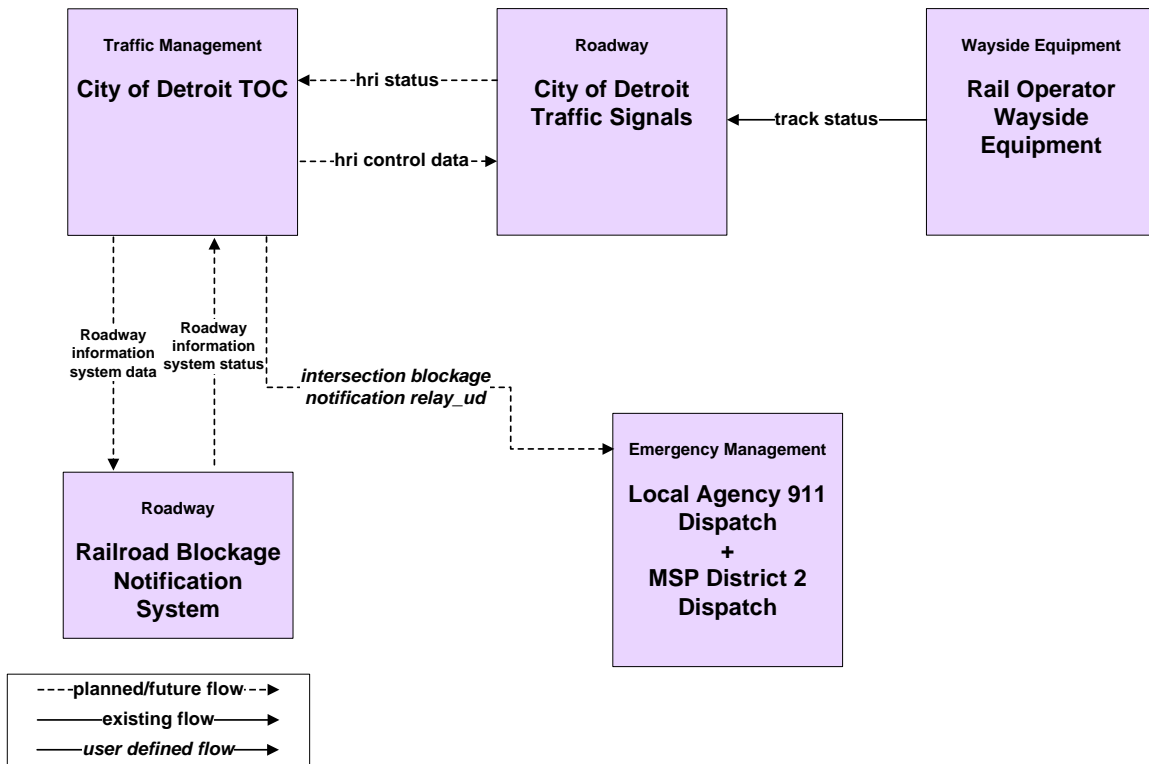 Traffic Management
City of Detroit TOC
Roadway
City of Detroit
Traffic Signals
Wayside Equipment
Rail Operator
Wayside
Equipment
hri status
hri control data
track status
Roadway
information
system data
Roadway
information
system status
intersection blockage
notification relay_ud
Emergency Management
Local Agency 911
Dispatch
+
MSP District 2
Dispatch
Roadway
Railroad Blockage
Notification
System
planned/future flow
existing flow
user defined flow